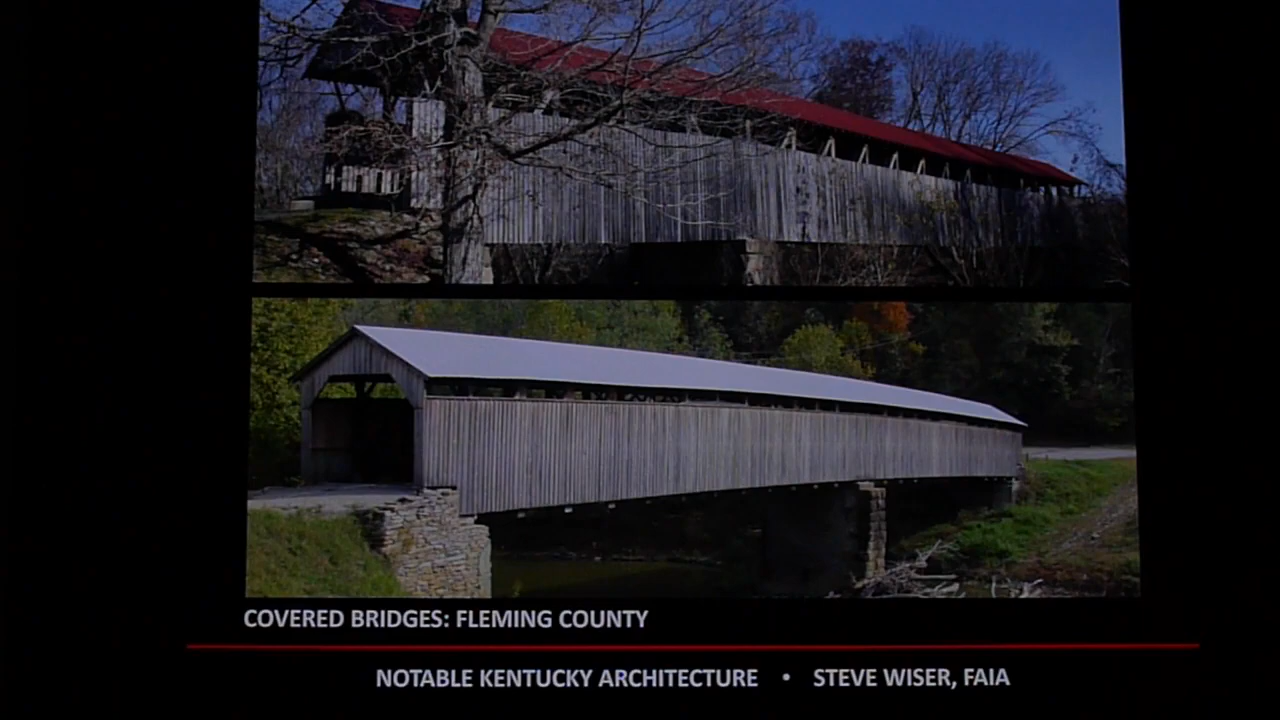 COVERED BRIDGES: FLEMING COUNTY
NOTABLE KENTUCKY ARCHITECTURE • STEVE WISER, FAIA